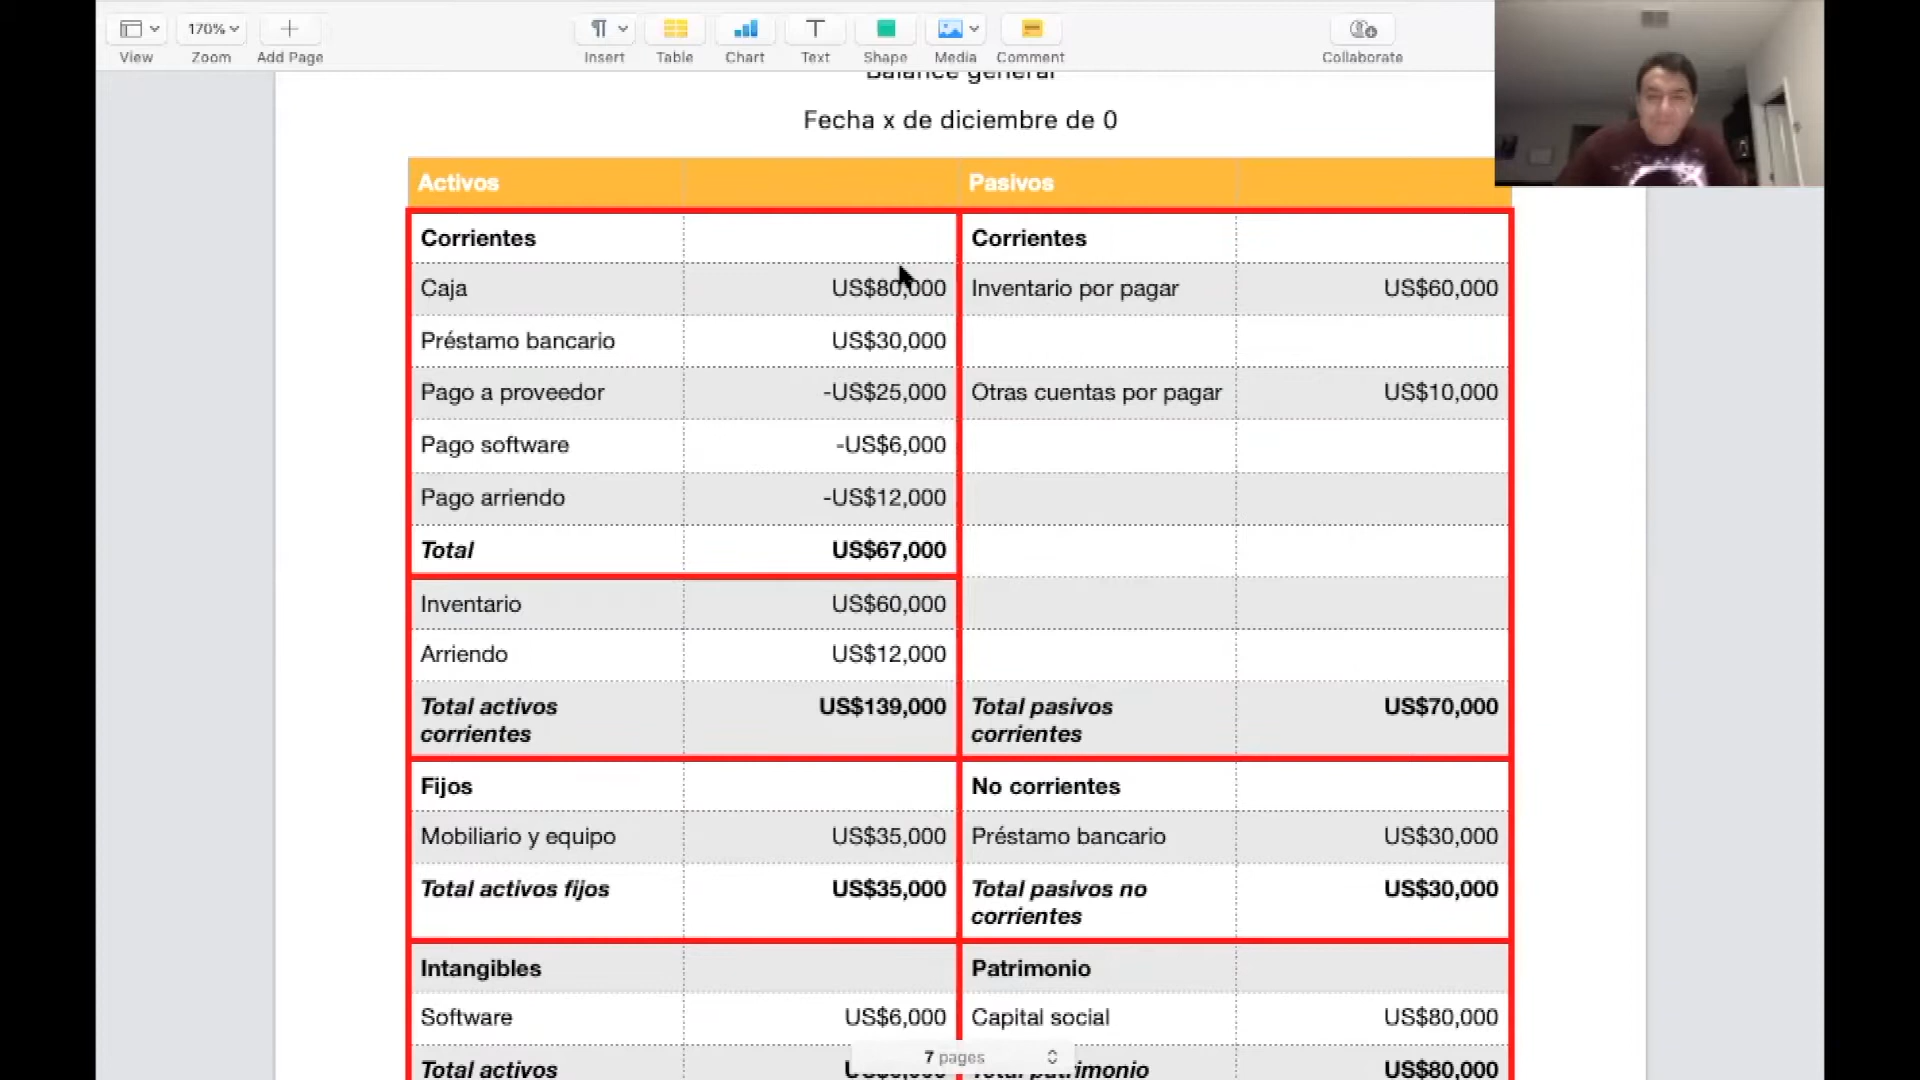 170%
View
Zoom
Add Page
Insert
Table
Chart
Text
Shape
Media
Comment
Collaborate
Balance general
Fecha x de diciembre de 0
Activos
Pasivos
Corrientes
Corrientes
Caja US$80,000 Inventario por pagar US$60,000
Préstamo bancario US$30,000
Pago a proveedor -US$25,000 Otras cuentas por pagar US$10,000
Pago software -US$6,000
Pago arriendo -US$12,000
Total US$67,000
Inventario US$60,000
Arriendo US$12,000
Total activos
corrientes
US$139,000
Total pasivos
corrientes
US$70,000
Fijos
No corrientes
Mobiliario y equipo US$35,000 Préstamo bancario US$30,000
Total activos fijos US$35,000
Total pasivos no
corrientes
US$30,000
Intangibles
Patrimonio
Software US$6,000 Capital social US$80,000
Total activos
Total patrimonio US$80,000
7 pages